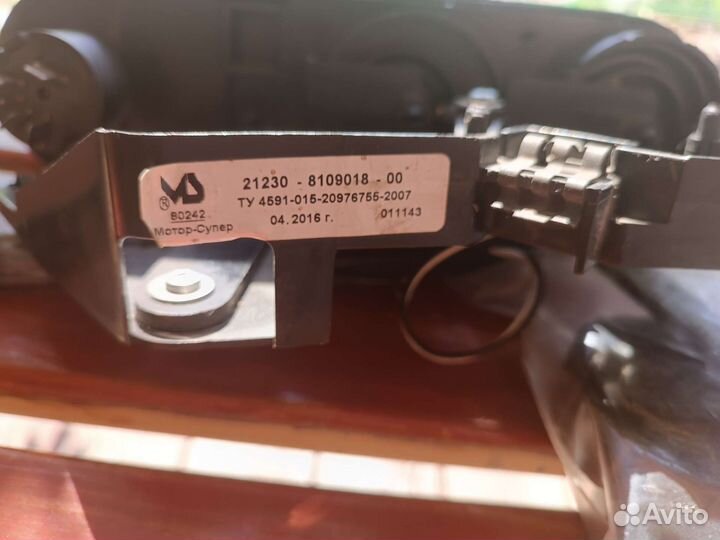 21230 - 8109018 - 00
ТУ 4591-015-20976755-2007
04.2016 г. 011143
®
80242
Мотор-Супер
Avito